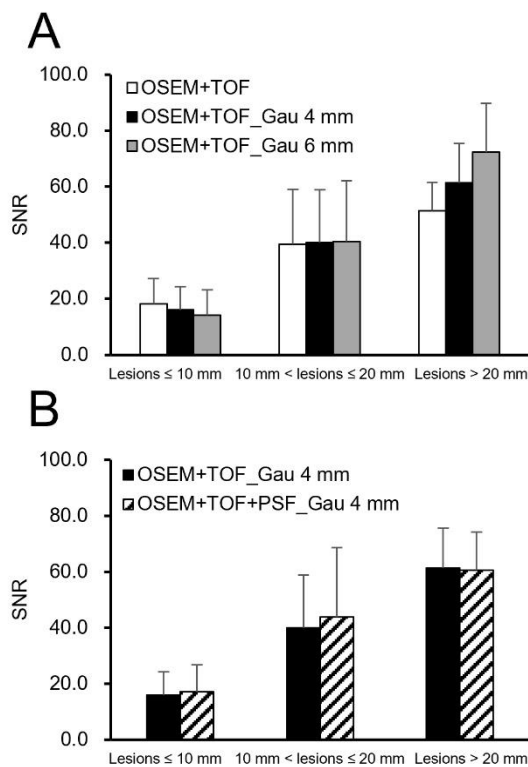 A
100.0
80.0
60.0
40.0
20.0
0.0
SNR
OSEM+TOF
OSEM+TOF_Gau 4 mm
OSEM+TOF_Gau 6 mm
Lesions ≤ 10 mm 10 mm < lesions ≤ 20 mm Lesions > 20 mm
B
100.0
80.0
60.0
40.0
20.0
0.0
SNR
OSEM+TOF_Gau 4 mm
OSEM+TOF+PSF_Gau 4 mm
Lesions ≤ 10 mm 10 mm < lesions ≤ 20 mm Lesions > 20 mm